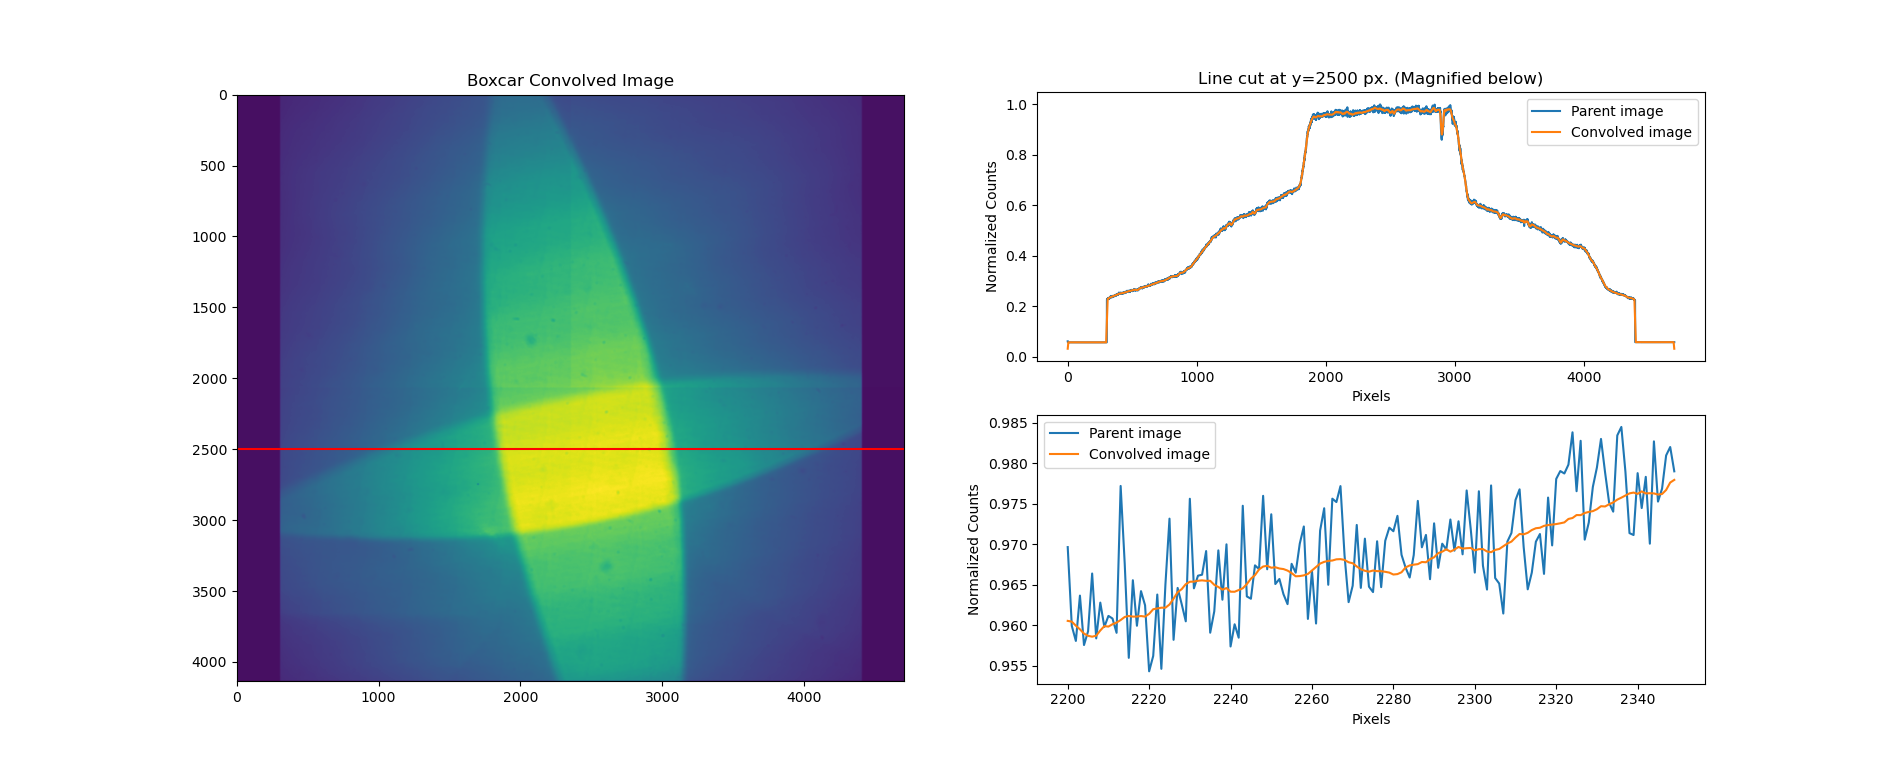 Boxcar Convolved Image
0
500
1000
1500
2000
2500
3000
3500
4000
0 1000 2000 3000 4000
Line cut at y=2500 px. (Magnified below)
Normalized Counts
1.0
0.8
0.6
0.4
0.2
0.0
Parent image
Convolved image
0 1000 2000 3000 4000
Pixels
Normalized Counts
0.985
0.980
0.975
0.970
0.965
0.960
0.955
Parent image
Convolved image
2200 2220 2240 2260 2280 2300 2320 2340
Pixels